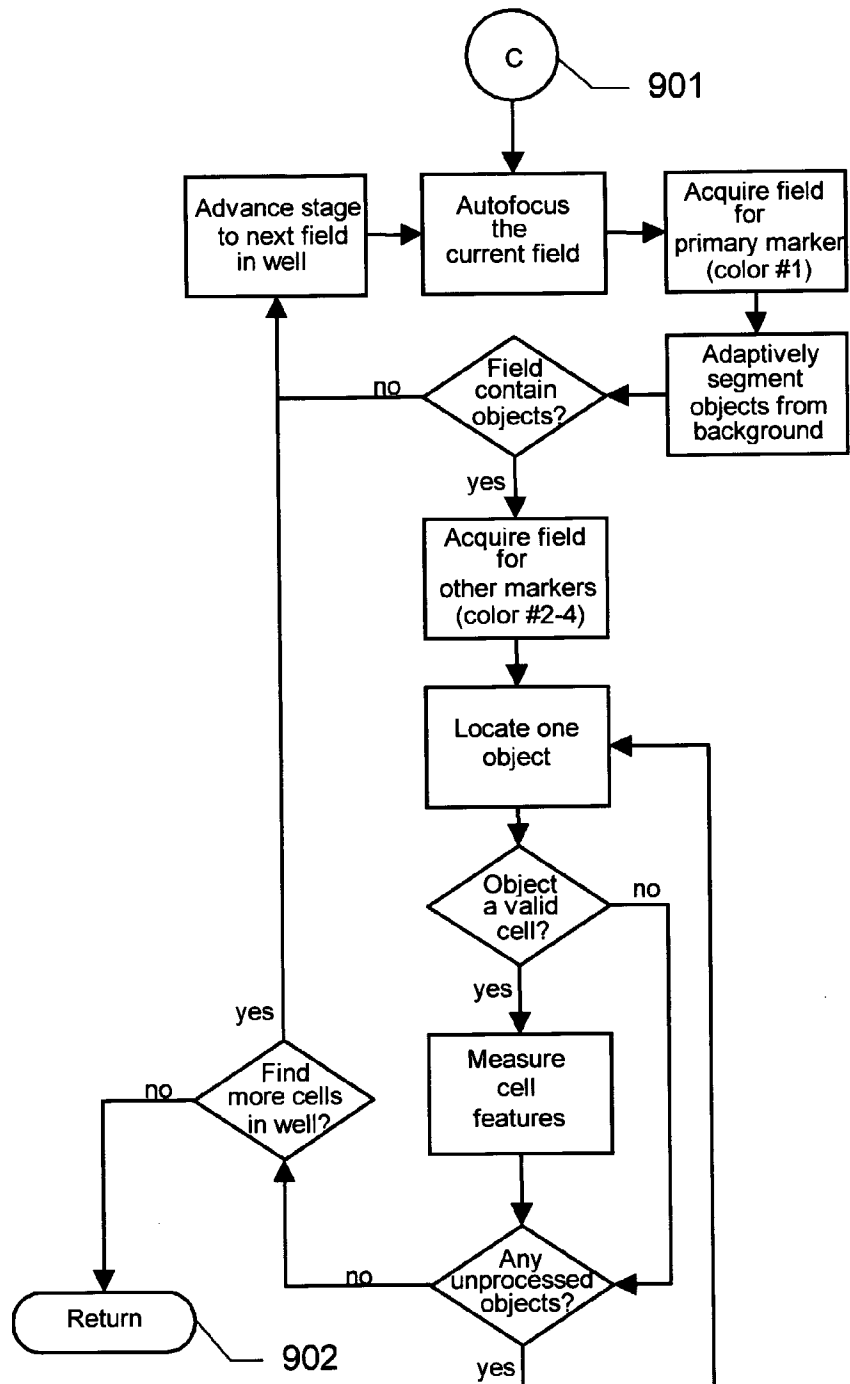 C
901
Advance stage
to next field
in well
Autofocus
the
current field
Acquire field
for
primary marker
(color #1)
Adaptively
segment
objects from
background
Field
contain
objects?
no
yes
Acquire field
for
other markers
(color #2-4)
Locate one
object
Object
a valid
cell?
no
yes
Measure
cell
features
yes
Find
more cells
in well?
no
Any
unprocessed
objects?
no
yes
Return
902